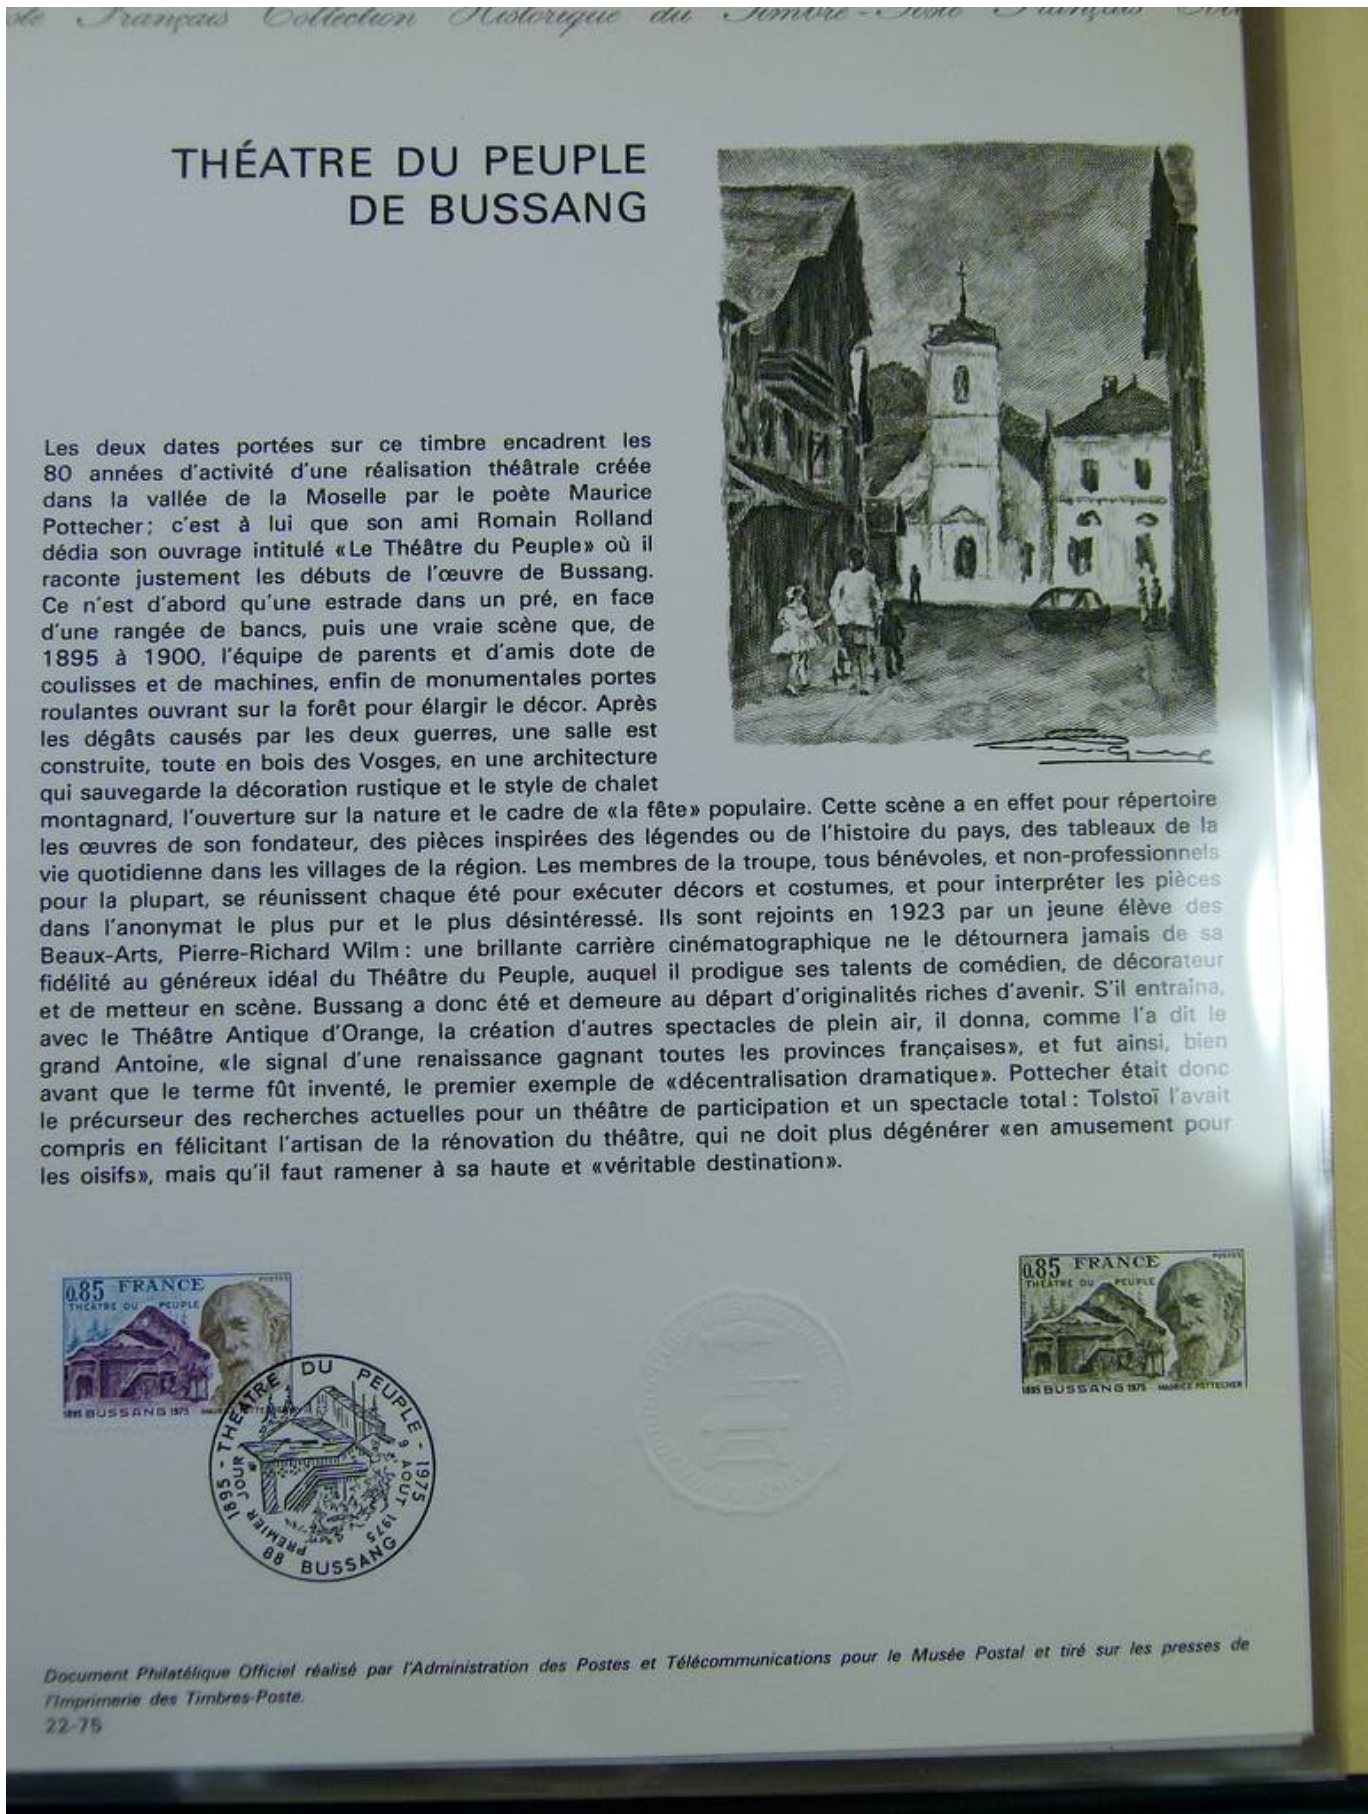 Français Collection Historique du Timbre-Poste Français
THÉATRE DU PEUPLE
DE BUSSANG
Les deux dates portées sur ce timbre encadrent les
80 années d'activité d'une réalisation théâtrale créée
dans la vallée de la Moselle par le poète Maurice
Pottecher; c'est à lui que son ami Romain Rolland
dédia son ouvrage intitulé «Le Théâtre du Peuple» où il
raconte justement les débuts de l'œuvre de Bussang.
Ce n'est d'abord qu'une estrade dans un pré, en face
d'une rangée de bancs, puis une vraie scène que, de
1895 à 1900, l'équipe de parents et d'amis dote de
coulisses et de machines, enfin de monumentales portes
roulantes ouvrant sur la forêt pour élargir le décor. Après
les dégâts causés par les deux guerres, une salle est
construite, toute en bois des Vosges, en une architecture
qui sauvegarde la décoration rustique et le style de chalet
montagnard, l'ouverture sur la nature et le cadre de «la fête» populaire. Cette scène a en effet pour répertoire
les œuvres de son fondateur, des pièces inspirées des légendes ou de l'histoire du pays, des tableaux de la
vie quotidienne dans les villages de la région. Les membres de la troupe, tous bénévoles, et non-professionnels
pour la plupart, se réunissent chaque été pour exécuter décors et costumes, et pour interpréter les pièces
dans l'anonymat le plus pur et le plus désintéressé. Ils sont rejoints en 1923 par un jeune élève des
Beaux-Arts, Pierre-Richard Wilm : une brillante carrière cinématographique ne le détournera jamais de sa
fidélité au généreux idéal du Théâtre du Peuple, auquel il prodigue ses talents de comédien, de décorateur
et de metteur en scène. Bussang a donc été et demeure au départ d'originalités riches d'avenir. S'il entraîna,
avec le Théâtre Antique d'Orange, la création d'autres spectacles de plein air, il donna, comme l'a dit le
grand Antoine, «le signal d'une renaissance gagnant toutes les provinces françaises», et fut ainsi, bien
avant que le terme fût inventé, le premier exemple de «décentralisation dramatique». Pottecher était donc
le précurseur des recherches actuelles pour un théâtre de participation et un spectacle total : Tolstoï l'avait
compris en félicitant l'artisan de la rénovation du théâtre, qui ne doit plus dégénérer «en amusement pour
les oisifs», mais qu'il faut ramener à sa haute et «véritable destination».
0.85 FRANCE POSTES
THEATRE DU PEUPLE
1895 BUSSANG 1975
1895 - THEATRE DU PEUPLE - 1975
PREMIER JOUR
9 AOUT 1975
88 BUSSANG
0.85 FRANCE POSTES
THEATRE DU PEUPLE
1895 BUSSANG 1975 MAURICE POTTECHER
Document Philatélique Officiel réalisé par l'Administration des Postes et Télécommunications pour le Musée Postal et tiré sur les presses de
l'Imprimerie des Timbres-Poste.
22-75